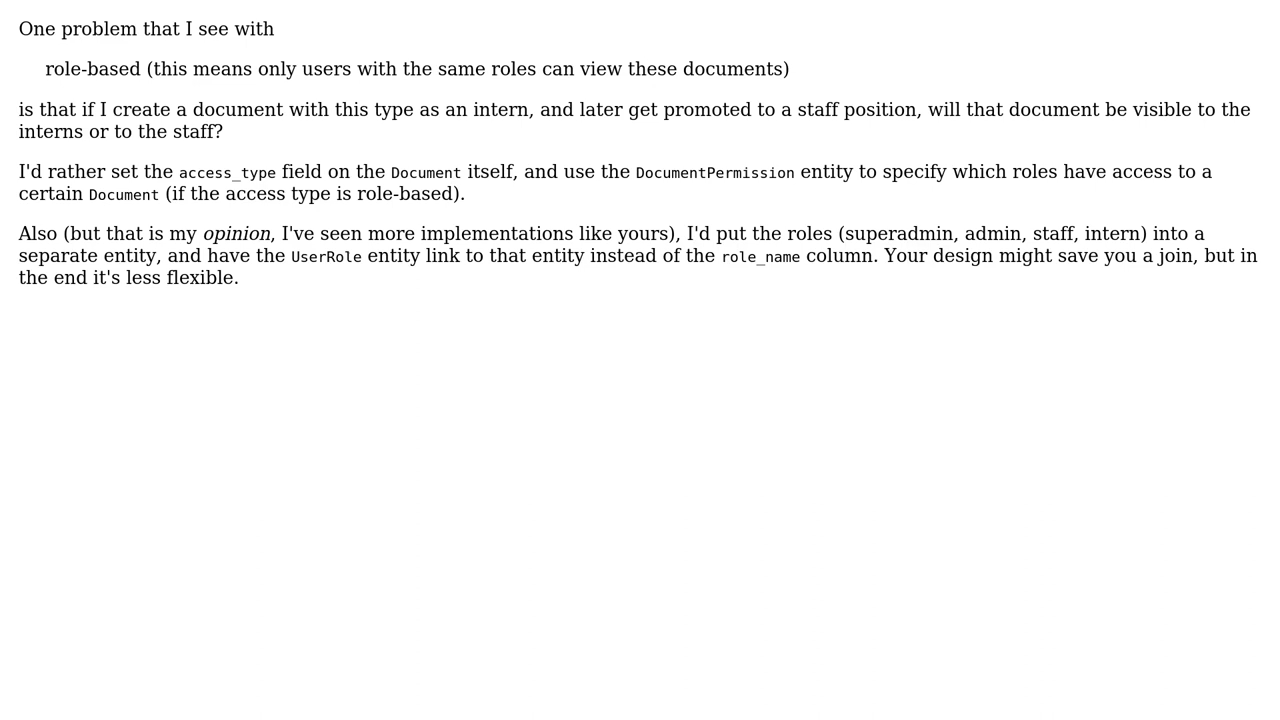 One problem that I see with
role-based (this means only users with the same roles can view these documents)
is that if I create a document with this type as an intern, and later get promoted to a staff position, will that document be visible to the
interns or to the staff?
I'd rather set the access_type field on the Document itself, and use the DocumentPermission entity to specify which roles have access to a
certain Document (if the access type is role-based).
Also (but that is my opinion, I've seen more implementations like yours), I'd put the roles (superadmin, admin, staff, intern) into a
separate entity, and have the UserRole entity link to that entity instead of the role_name column. Your design might save you a join, but in
the end it's less flexible.